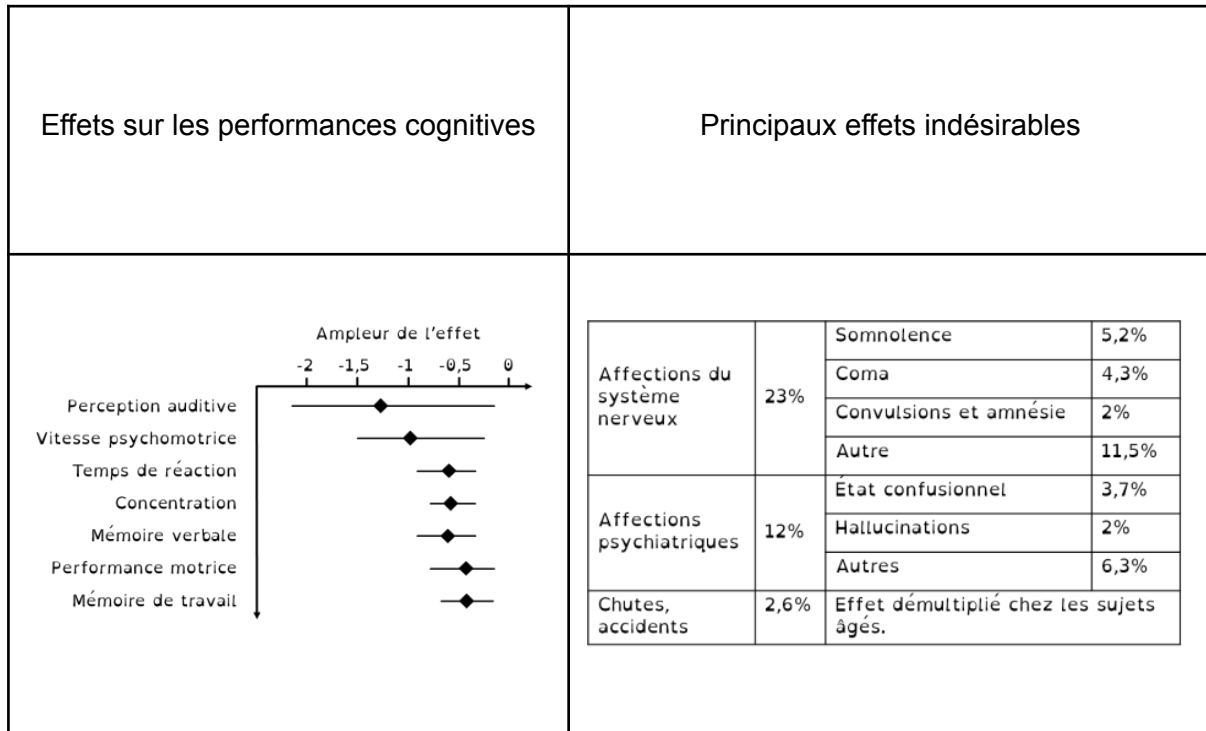 Effets sur les performances cognitives
Principaux effets indésirables
Ampleur de l'effet
-2 -1,5 -1 -0,5 0
Perception auditive
Vitesse psychomotrice
Temps de réaction
Concentration
Mémoire verbale
Performance motrice
Mémoire de travail
Affections du
système
nerveux
23%
Somnolence 5,2%
Coma 4,3%
Convulsions et amnésie 2%
Autre 11,5%
Affections
psychiatriques
12%
État confusionnel 3,7%
Hallucinations 2%
Autres 6,3%
Chutes,
accidents
2,6%
Effet démultiplié chez les sujets
âgés.